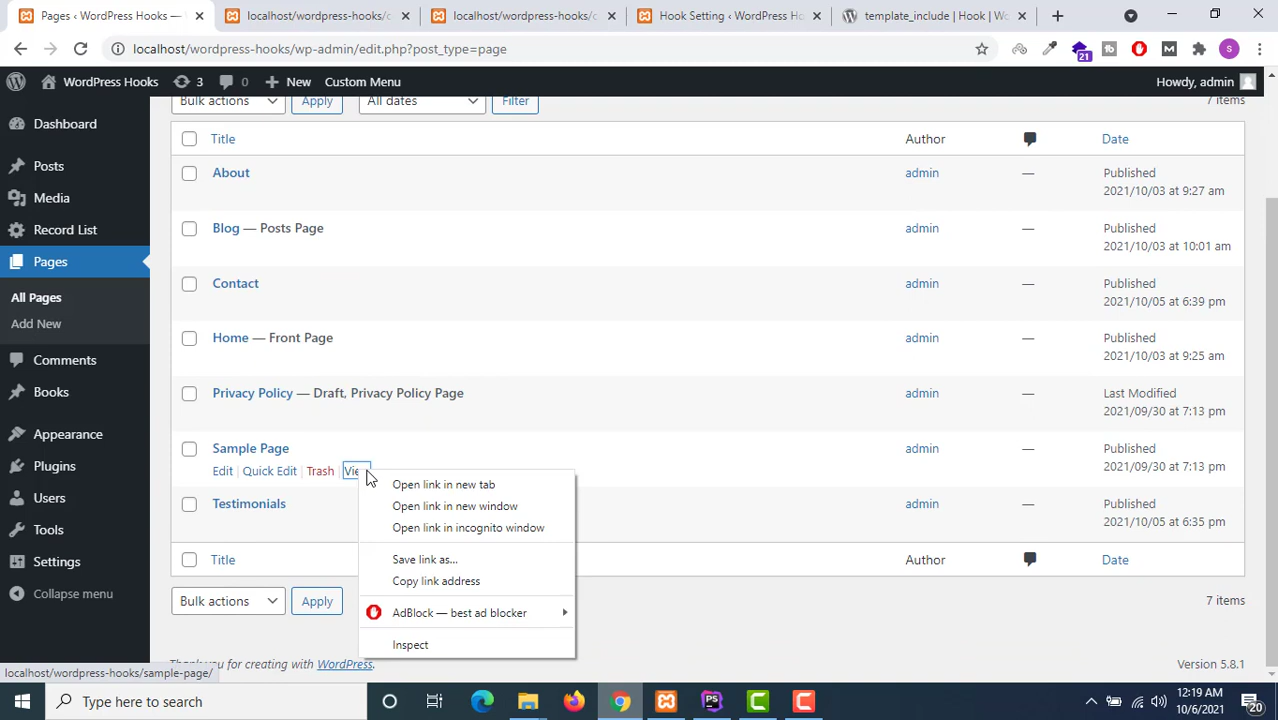 Pages ‹ WordPress Hooks —
localhost/wordpress-hooks/c
localhost/wordpress-hooks/c
Hook Setting ‹ WordPress H
template_include | Hook | W
localhost/wordpress-hooks/wp-admin/edit.php?post_type=page
21
WordPress Hooks
3
0
New
Custom Menu
Howdy, admin
Bulk actions
Apply
All dates
Filter
7 items
Dashboard
Posts
Media
Record List
Pages
All Pages
Add New
Comments
Books
Appearance
Plugins
Users
Tools
Settings
Collapse menu
Title
Author
Date
About
admin
—
Published
2021/10/03 at 9:27 am
Blog — Posts Page
admin
—
Published
2021/10/03 at 10:01 am
Contact
admin
—
Published
2021/10/05 at 6:39 pm
Home — Front Page
admin
—
Published
2021/10/03 at 9:25 am
Privacy Policy — Draft, Privacy Policy Page
admin
—
Last Modified
2021/09/30 at 7:13 pm
Sample Page
Edit | Quick Edit | Trash | Vie
admin
—
Published
2021/09/30 at 7:13 pm
Testimonials
admin
—
Published
2021/10/05 at 6:35 pm
Title
Author
Date
Bulk actions
Apply
7 items
Open link in new tab
Open link in new window
Open link in incognito window
Save link as...
Copy link address
AdBlock — best ad blocker
Inspect
Thank you for creating with WordPress.
Version 5.8.1
localhost/wordpress-hooks/sample-page/
Type here to search
PS
12:19 AM
10/6/2021
20